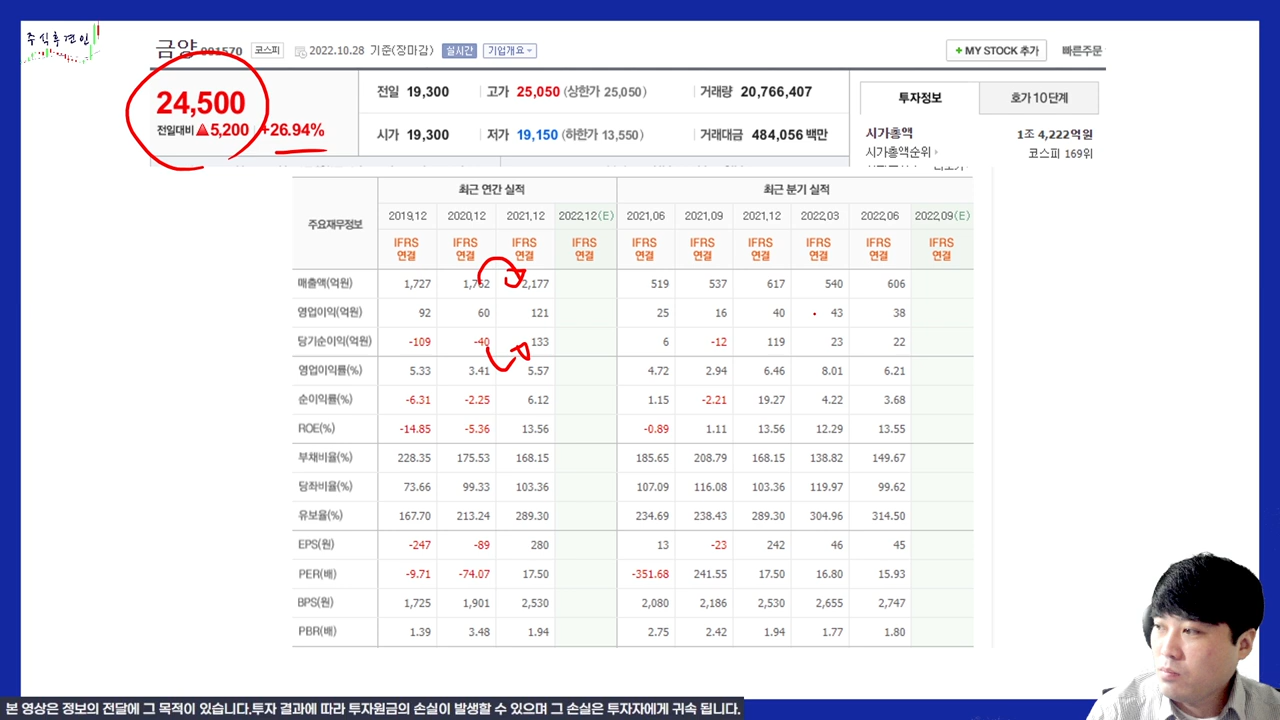 주식후견인
금양 001570 코스피 2022.10.28 기준(장마감) 실시간 기업개요
+ MY STOCK 추가 빠른주문
24,500
전일대비 ▲5,200 +26.94%
전일 19,300 고가 25,050 (상한가 25,050) 거래량 20,766,407
시가 19,300 저가 19,150 (하한가 13,550) 거래대금 484,056 백만
투자정보 호가 10단계
시가총액 1조 4,222억원
시가총액순위 코스피 169위
주요재무정보 최근 연간 실적 최근 분기 실적
2019.12 2020.12 2021.12 2022.12(E) 2021.06 2021.09 2021.12 2022.03 2022.06 2022.09(E)
IFRS IFRS IFRS IFRS IFRS IFRS IFRS IFRS IFRS IFRS
연결 연결 연결 연결 연결 연결 연결 연결 연결 연결
매출액(억원) 1,727 1,762 2,177 519 537 617 540 606
영업이익(억원) 92 60 121 25 16 40 43 38
당기순이익(억원) -109 -40 133 6 -12 119 23 22
영업이익률(%) 5.33 3.41 5.57 4.72 2.94 6.46 8.01 6.21
순이익률(%) -6.31 -2.25 6.12 1.15 -2.21 19.27 4.22 3.68
ROE(%) -14.85 -5.36 13.56 -0.89 1.11 13.56 12.29 13.55
부채비율(%) 228.35 175.53 168.15 185.65 208.79 168.15 138.82 149.67
당좌비율(%) 73.66 99.33 103.36 107.09 116.08 103.36 119.97 99.62
유보율(%) 167.70 213.24 289.30 234.69 238.43 289.30 304.96 314.50
EPS(원) -247 -89 280 13 -23 242 46 45
PER(배) -9.71 -74.07 17.50 -351.68 241.55 17.50 16.80 15.93
BPS(원) 1,725 1,901 2,530 2,080 2,186 2,530 2,655 2,747
PBR(배) 1.39 3.48 1.94 2.75 2.42 1.94 1.77 1.80
본 영상은 정보의 전달에 그 목적이 있습니다.투자 결과에 따라 투자원금의 손실이 발생할 수 있으며 그 손실은 투자자에게 귀속 됩니다.